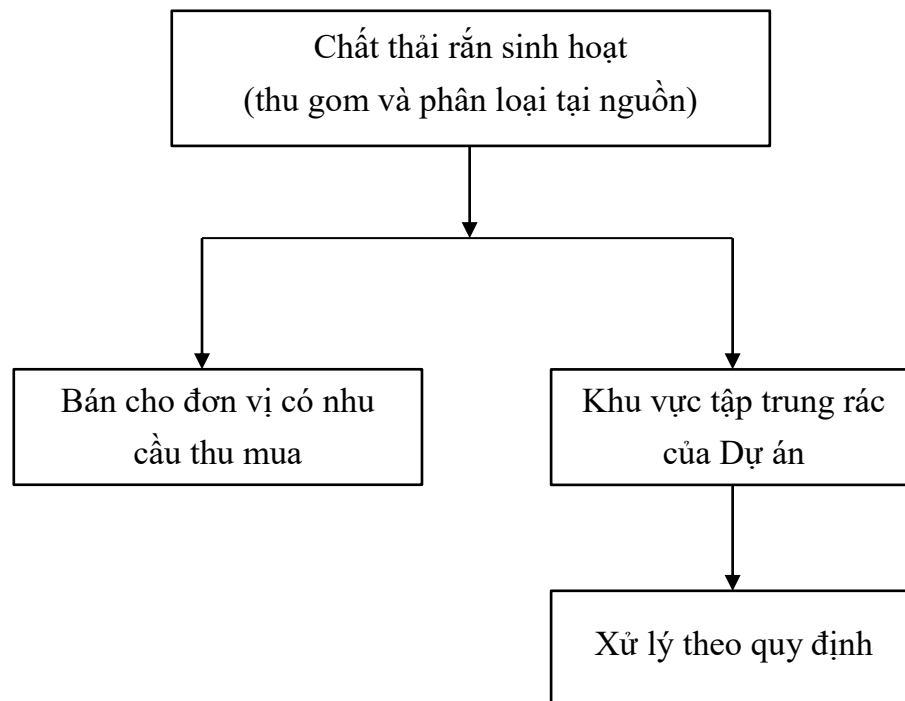 Chất thải rắn sinh hoạt
(thu gom và phân loại tại nguồn)
Bán cho đơn vị có nhu
cầu thu mua
Khu vực tập trung rác
của Dự án
Xử lý theo quy định